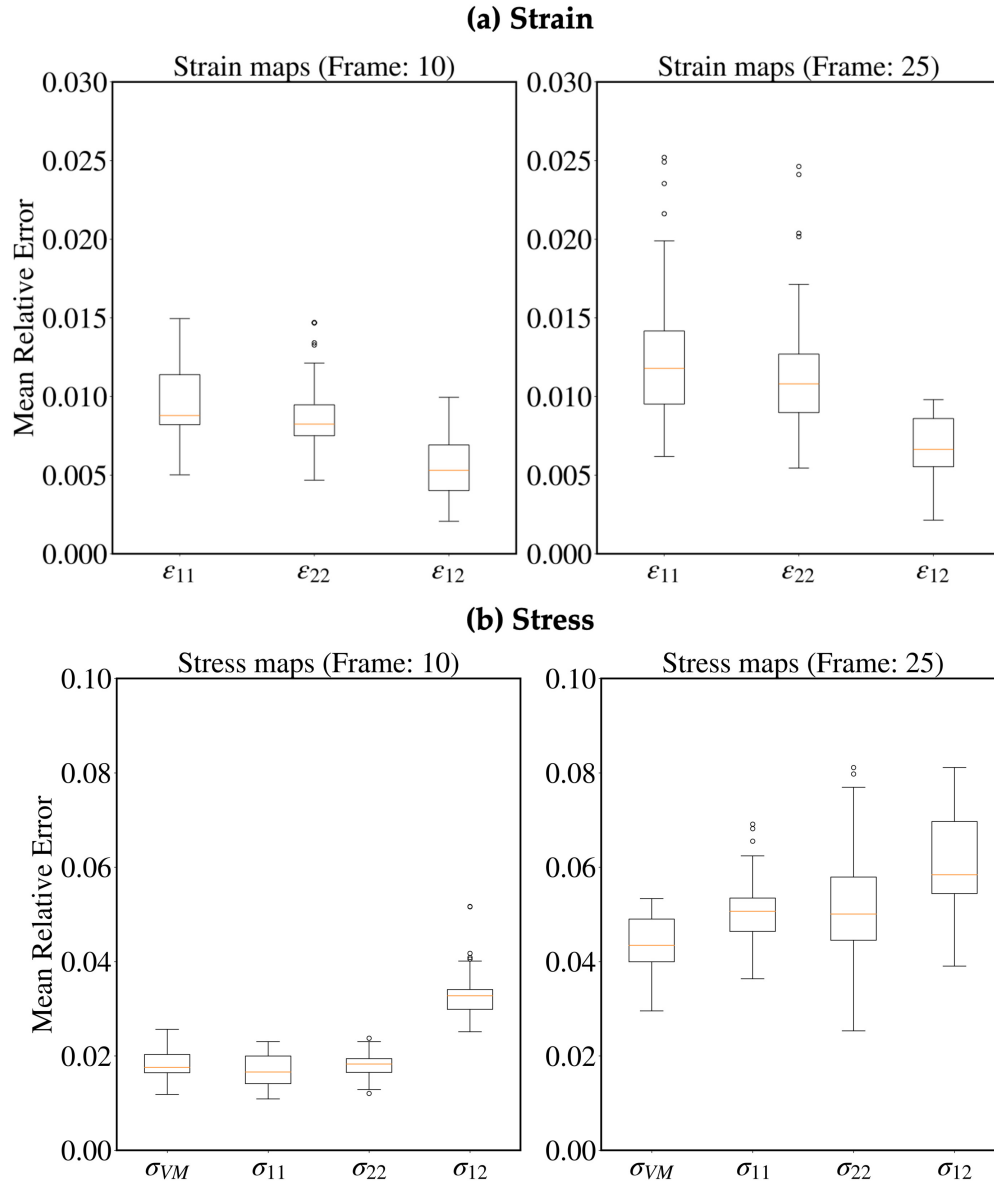 (a) Strain
Strain maps (Frame: 10)
Strain maps (Frame: 25)
Mean Relative Error
0.030
0.025
0.020
0.015
0.010
0.005
0.000
ε11
ε22
ε12
0.030
0.025
0.020
0.015
0.010
0.005
0.000
ε11
ε22
ε12
(b) Stress
Stress maps (Frame: 10)
Stress maps (Frame: 25)
Mean Relative Error
0.10
0.08
0.06
0.04
0.02
0.00
σVM
σ11
σ22
σ12
0.10
0.08
0.06
0.04
0.02
0.00
σVM
σ11
σ22
σ12